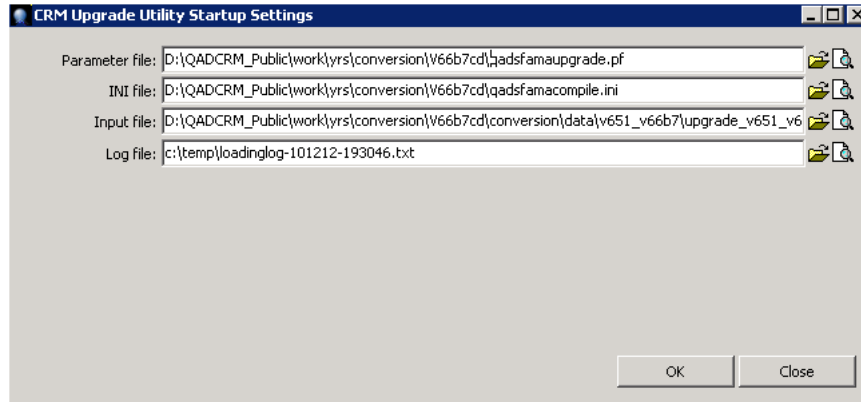 CRM Upgrade Utility Startup Settings
Parameter file: D:\QADCRM_Public\work\yrs\conversion\V66b7cd\qadsfamaupgrade.pf
INI file: D:\QADCRM_Public\work\yrs\conversion\V66b7cd\qadsfamacompile.ini
Input file: D:\QADCRM_Public\work\yrs\conversion\V66b7cd\conversion\data\v651_v66b7\upgrade_v651_v6
Log file: c:\temp\loadinglog-101212-193046.txt
OK Close